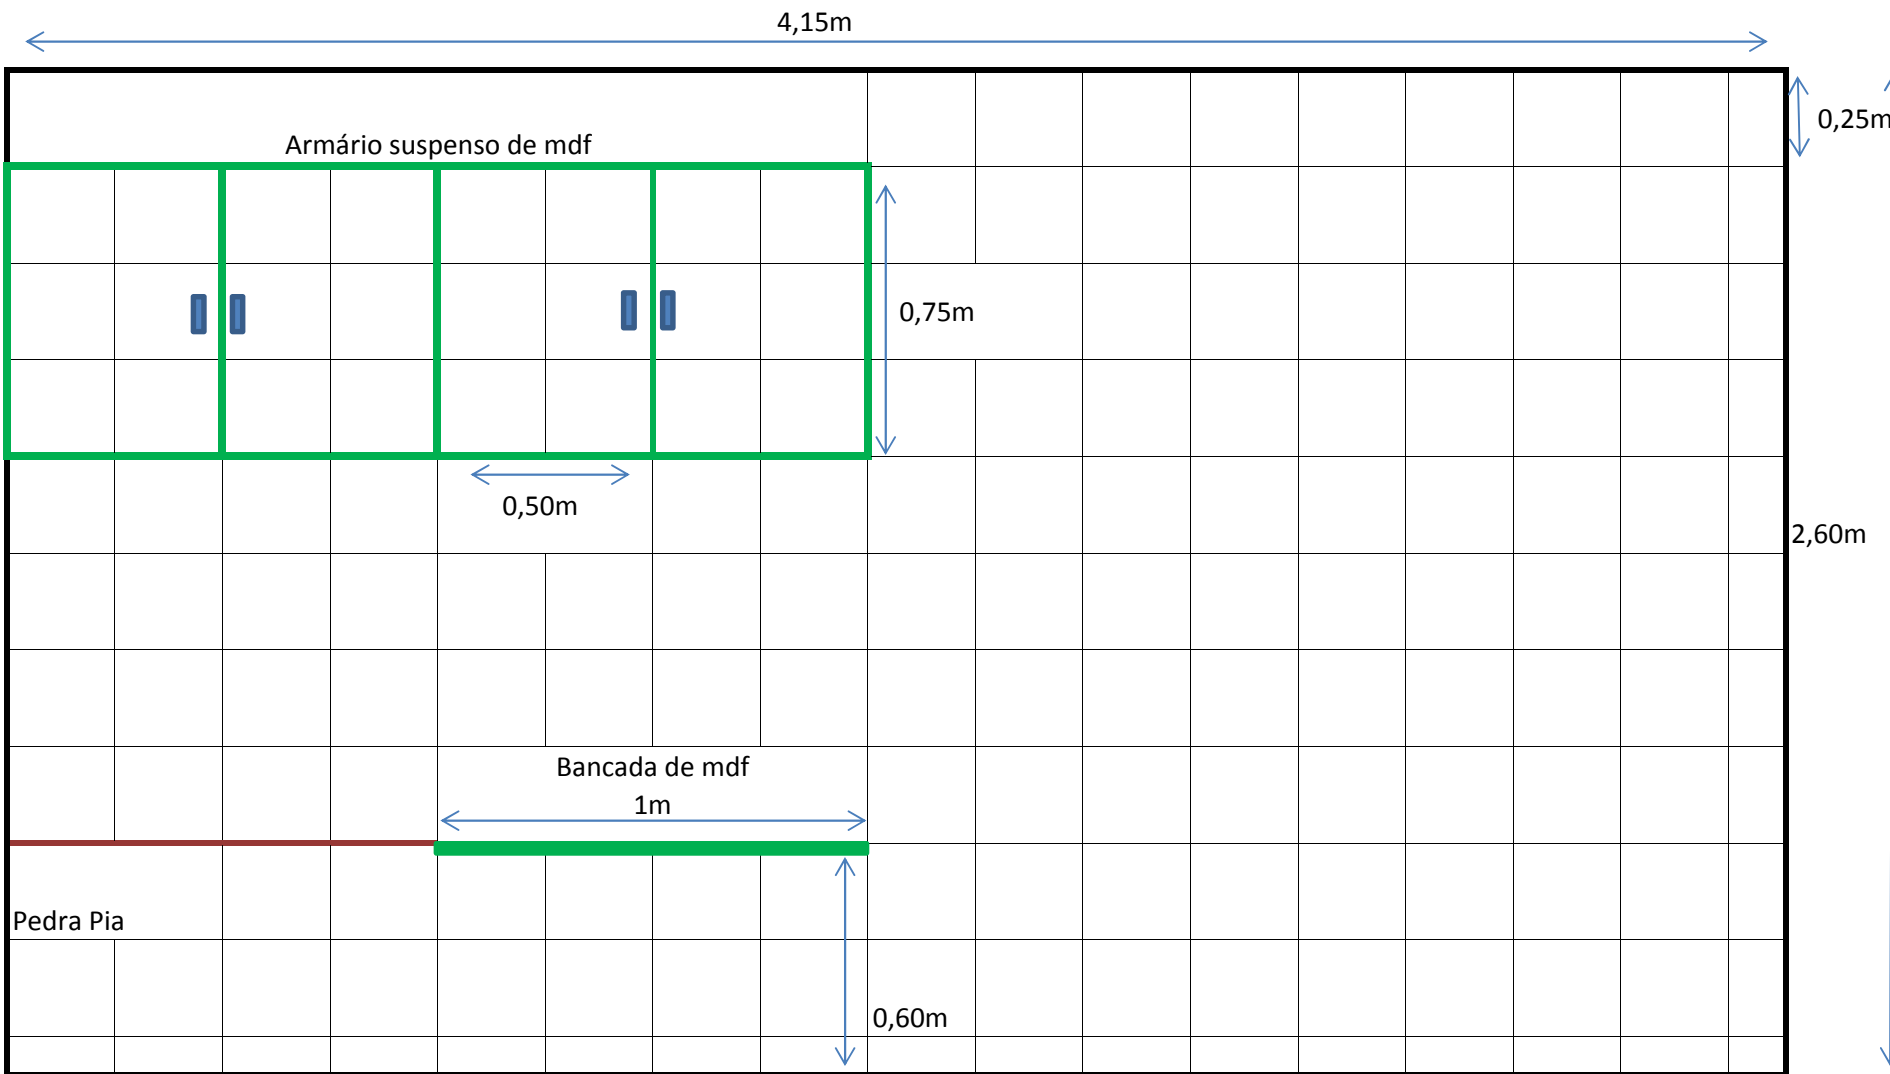 4,15m
0,25m
Armário suspenso de mdf
0,75m
0,50m
2,60m
Bancada de mdf
1m
Pedra Pia
0,60m